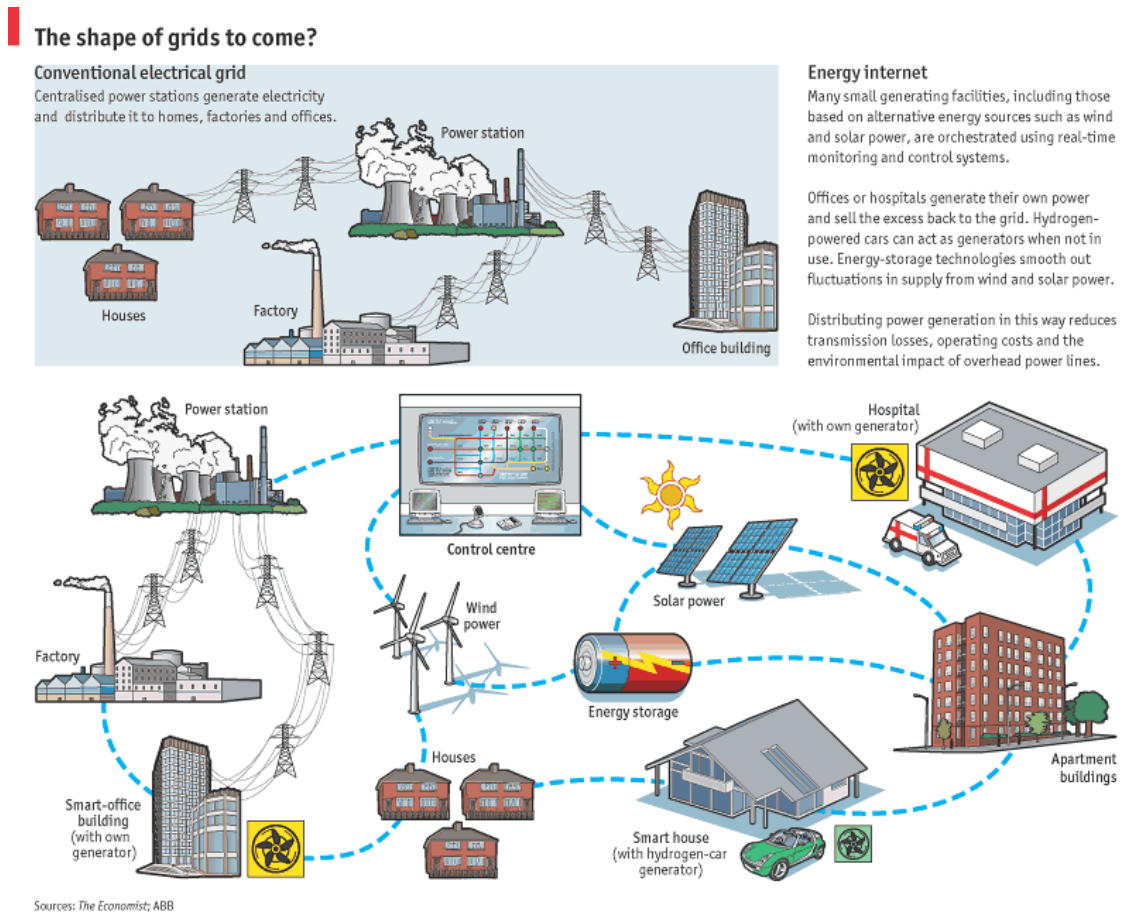 The shape of grids to come?
Conventional electrical grid
Centralised power stations generate electricity
and distribute it to homes, factories and offices.
Power station
Houses
Factory
Office building
Energy internet
Many small generating facilities, including those
based on alternative energy sources such as wind
and solar power, are orchestrated using real-time
monitoring and control systems.
Offices or hospitals generate their own power
and sell the excess back to the grid. Hydrogen-
powered cars can act as generators when not in
use. Energy-storage technologies smooth out
fluctuations in supply from wind and solar power.
Distributing power generation in this way reduces
transmission losses, operating costs and the
environmental impact of overhead power lines.
Power station
Control centre
Hospital
(with own generator)
Solar power
Wind
power
Factory
Energy storage
Houses
Apartment
buildings
Smart-office
building
(with own
generator)
Smart house
(with hydrogen-car
generator)
Sources: The Economist; ABB